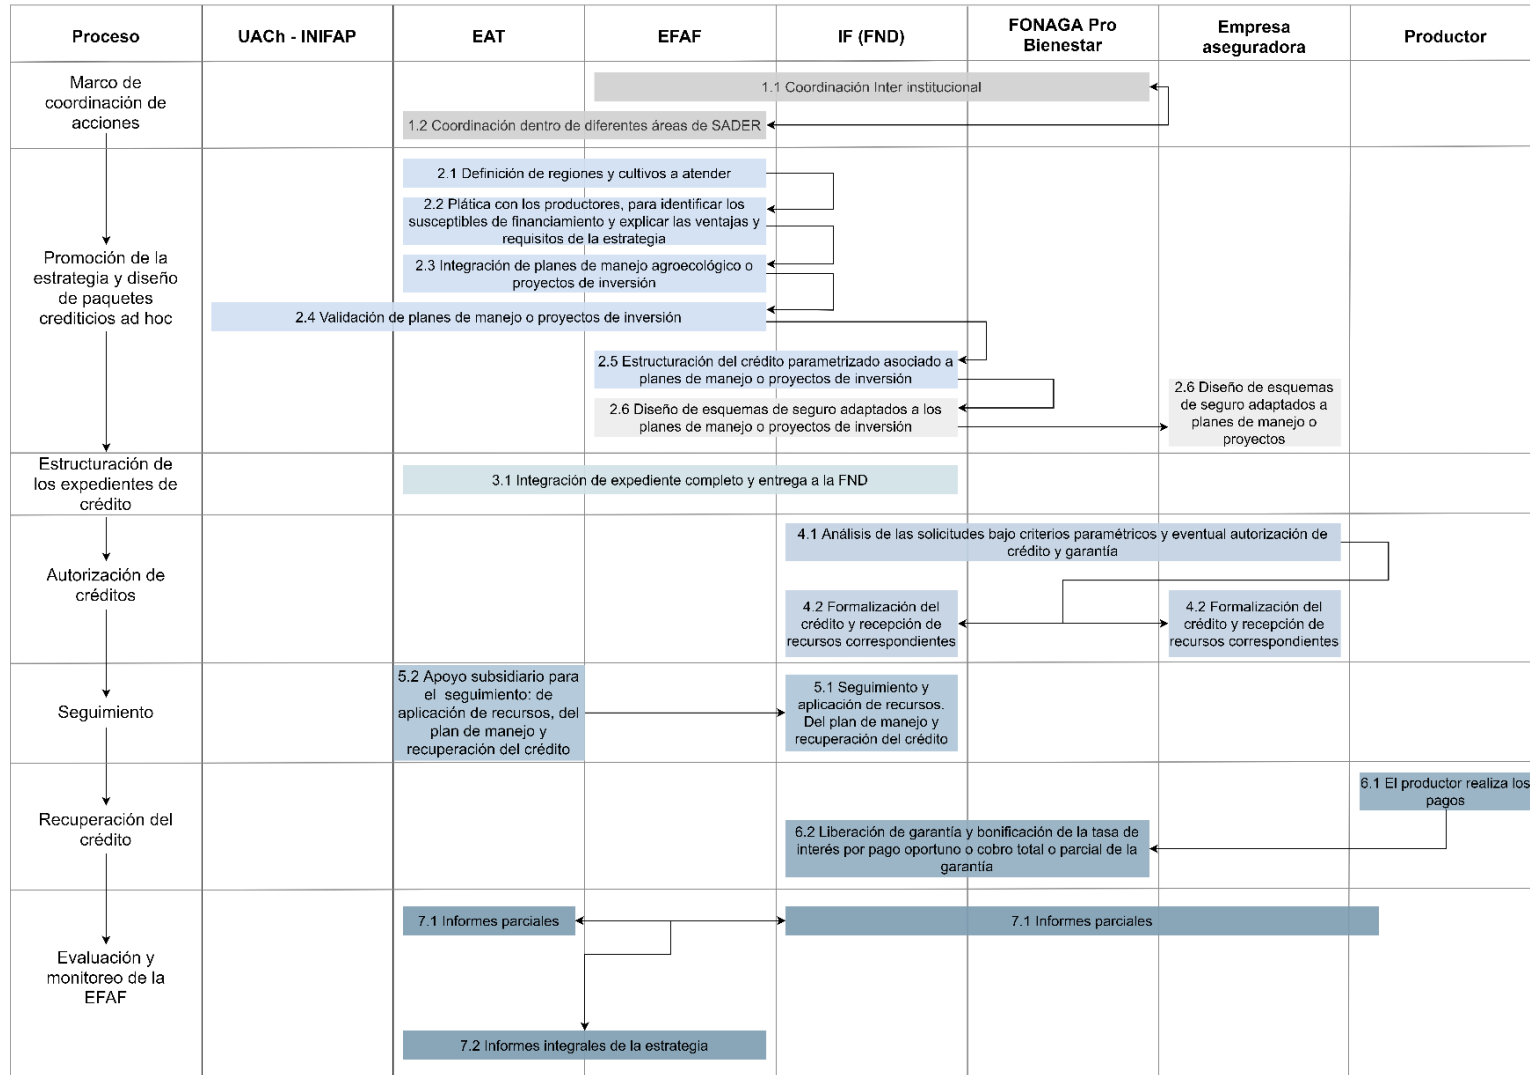 Proceso
UACh - INIFAP
EAT
EFAF
IF (FND)
FONAGA Pro
Bienestar
Empresa
aseguradora
Productor
Marco de
coordinación de
acciones
1.1 Coordinación Inter institucional
1.2 Coordinación dentro de diferentes áreas de SADER
Promoción de la
estrategia y diseño
de paquetes
crediticios ad hoc
2.1 Definición de regiones y cultivos a atender
2.2 Plática con los productores, para identificar los
susceptibles de financiamiento y explicar las ventajas y
requisitos de la estrategia
2.3 Integración de planes de manejo agroecológico o
proyectos de inversión
2.4 Validación de planes de manejo o proyectos de inversión
2.5 Estructuración del crédito parametrizado asociado a
planes de manejo o proyectos de inversión
2.6 Diseño de esquemas de seguro adaptados a los
planes de manejo o proyectos de inversión
2.6 Diseño de esquemas
de seguro adaptados a
planes de manejo o
proyectos
Estructuración de
los expedientes de
crédito
3.1 Integración de expediente completo y entrega a la FND
Autorización de
créditos
4.1 Análisis de las solicitudes bajo criterios paramétricos y eventual autorización de
crédito y garantía
4.2 Formalización del
crédito y recepción de
recursos correspondientes
4.2 Formalización del
crédito y recepción de
recursos correspondientes
Seguimiento
5.2 Apoyo subsidiario para
el seguimiento: de
aplicación de recursos, del
plan de manejo y
recuperación del crédito
5.1 Seguimiento y
aplicación de recursos.
Del plan de manejo y
recuperación del crédito
Recuperación del
crédito
6.1 El productor realiza los
pagos
6.2 Liberación de garantía y bonificación de la tasa de
interés por pago oportuno o cobro total o parcial de la
garantía
Evaluación y
monitoreo de la
EFAF
7.1 Informes parciales
7.1 Informes parciales
7.2 Informes integrales de la estrategia